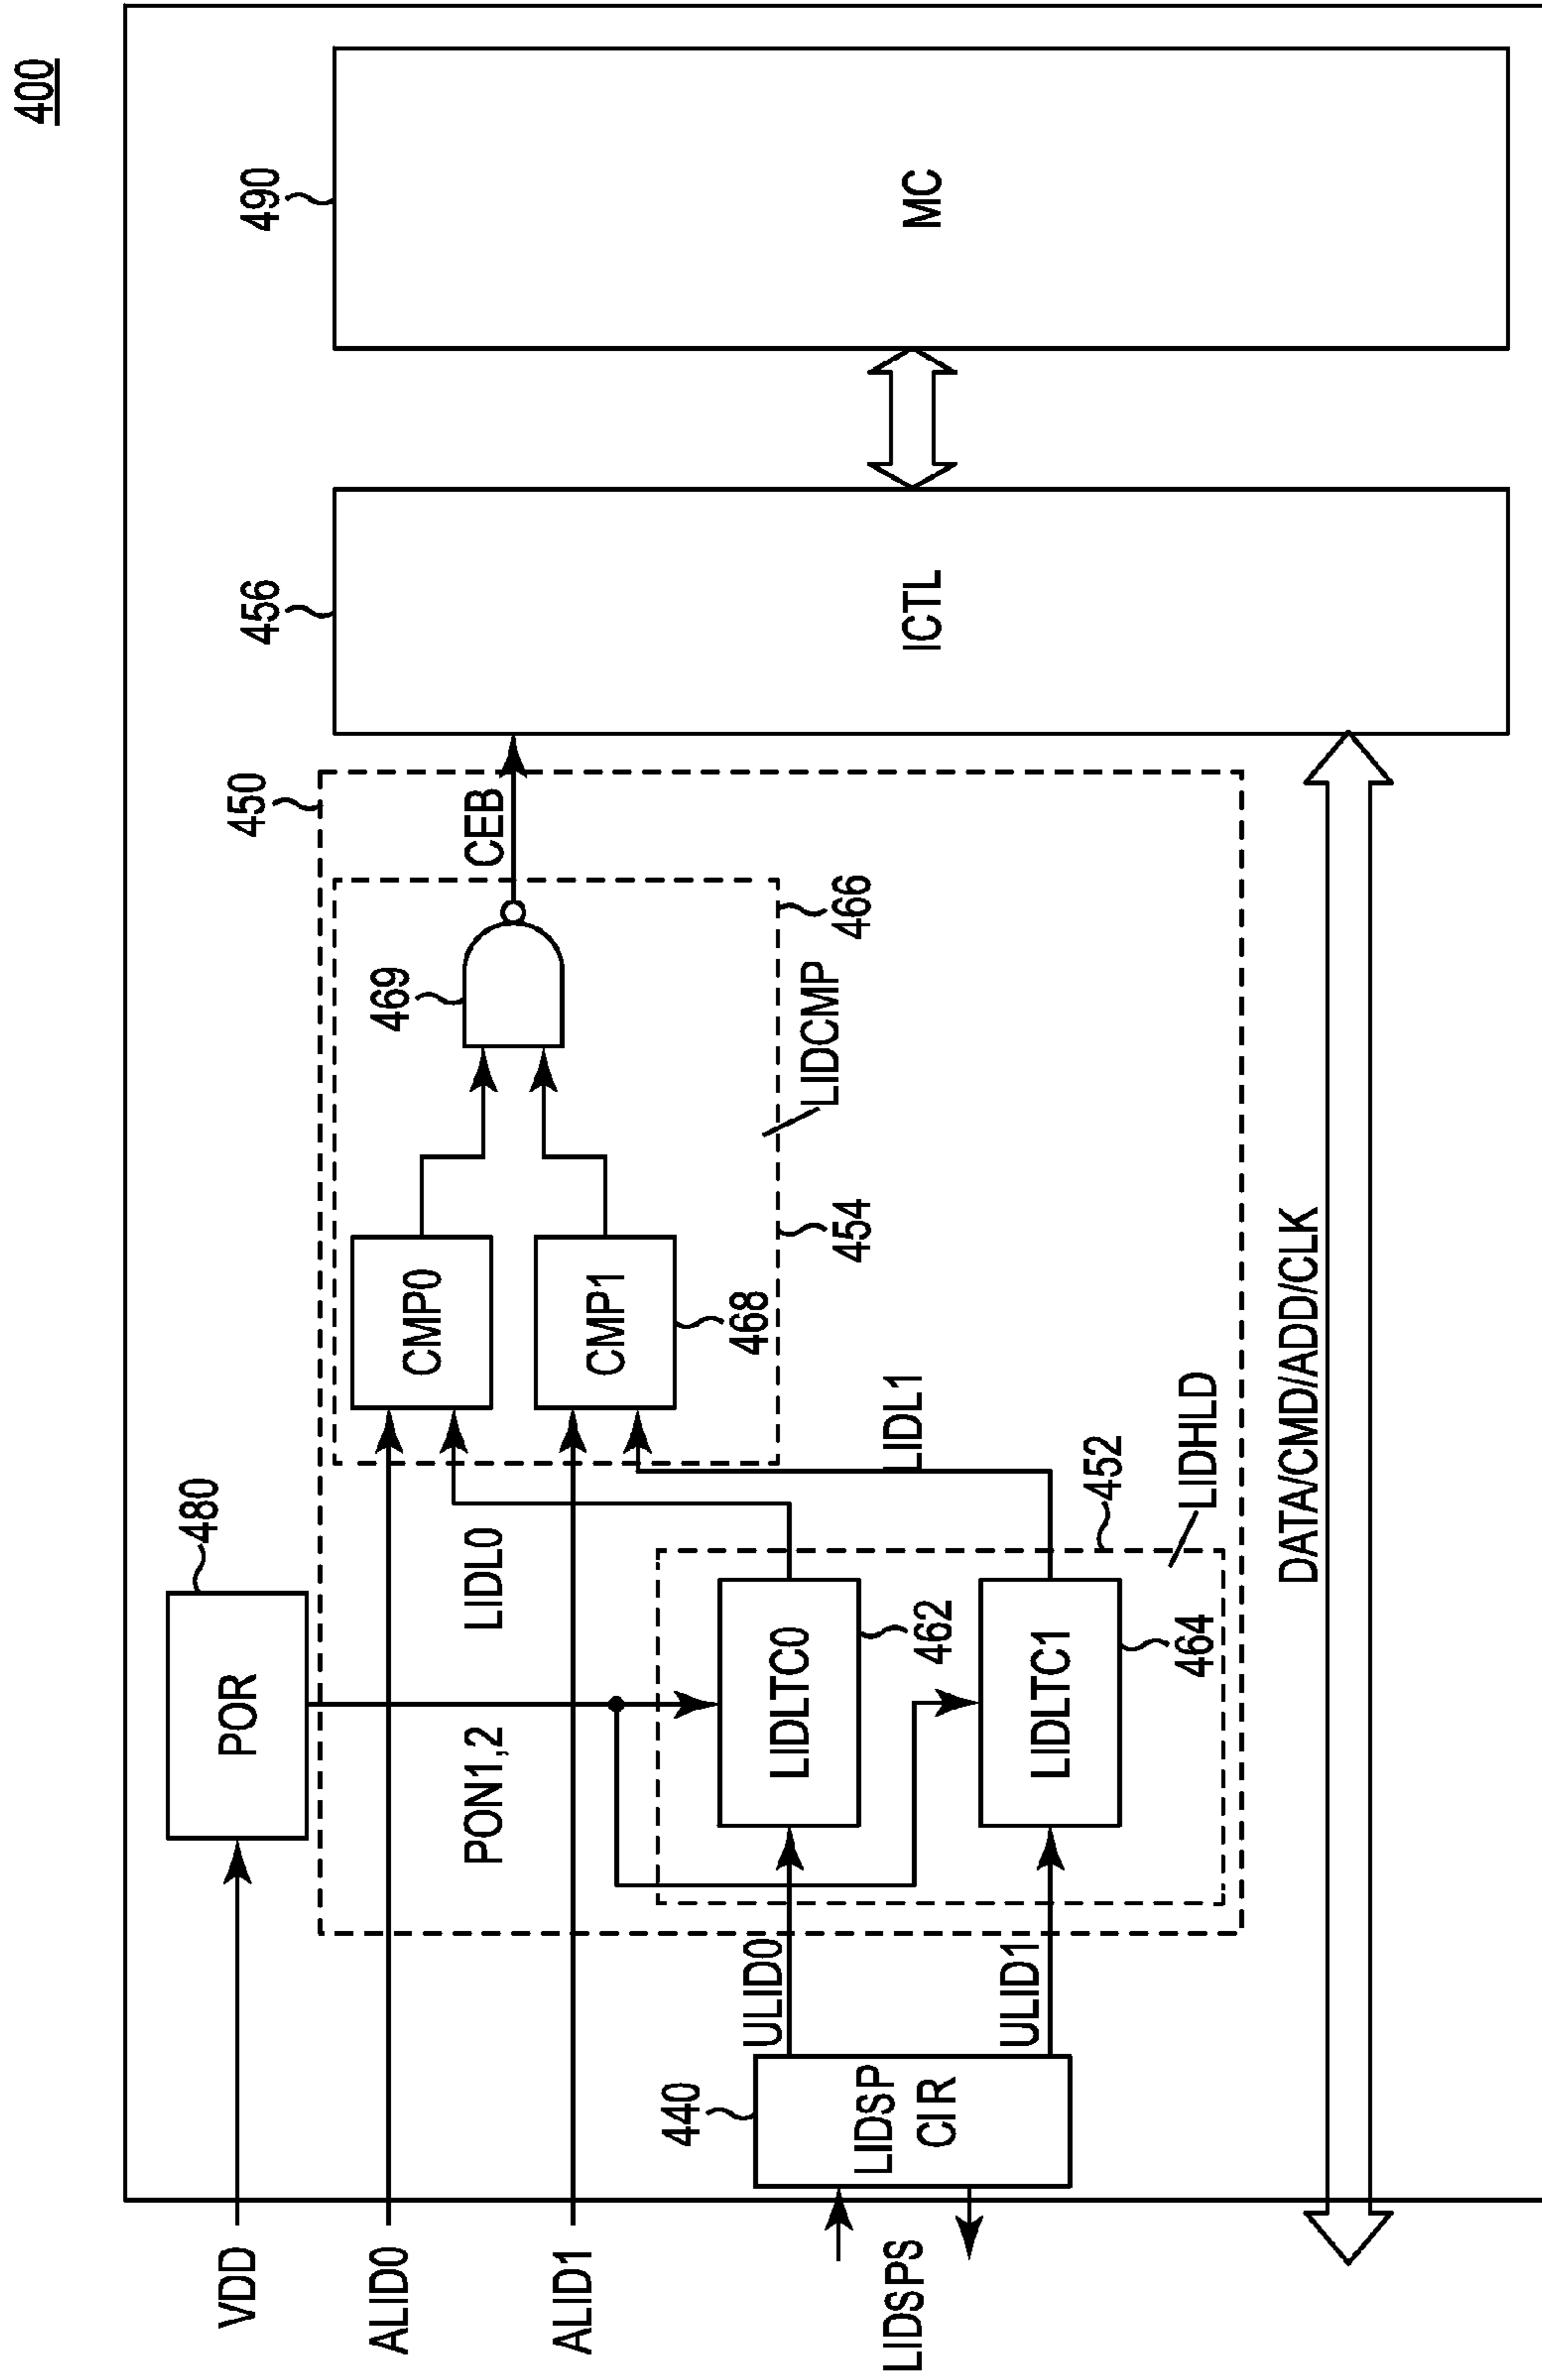 400
VDD
480
POR
450
456
490
ALID0
PON1,2
LIDL0
CMP0
469
CEB
ICTL
MC
ALID1
CMP1
468
454
LIDCMP
466
440
LIDSP
CIR
ULID0
LIDLTC0
462
LIDL1
LIDSPS
ULID1
LIDLTC1
464
452
LIDHLD
DATA/CMD/ADD/CLK